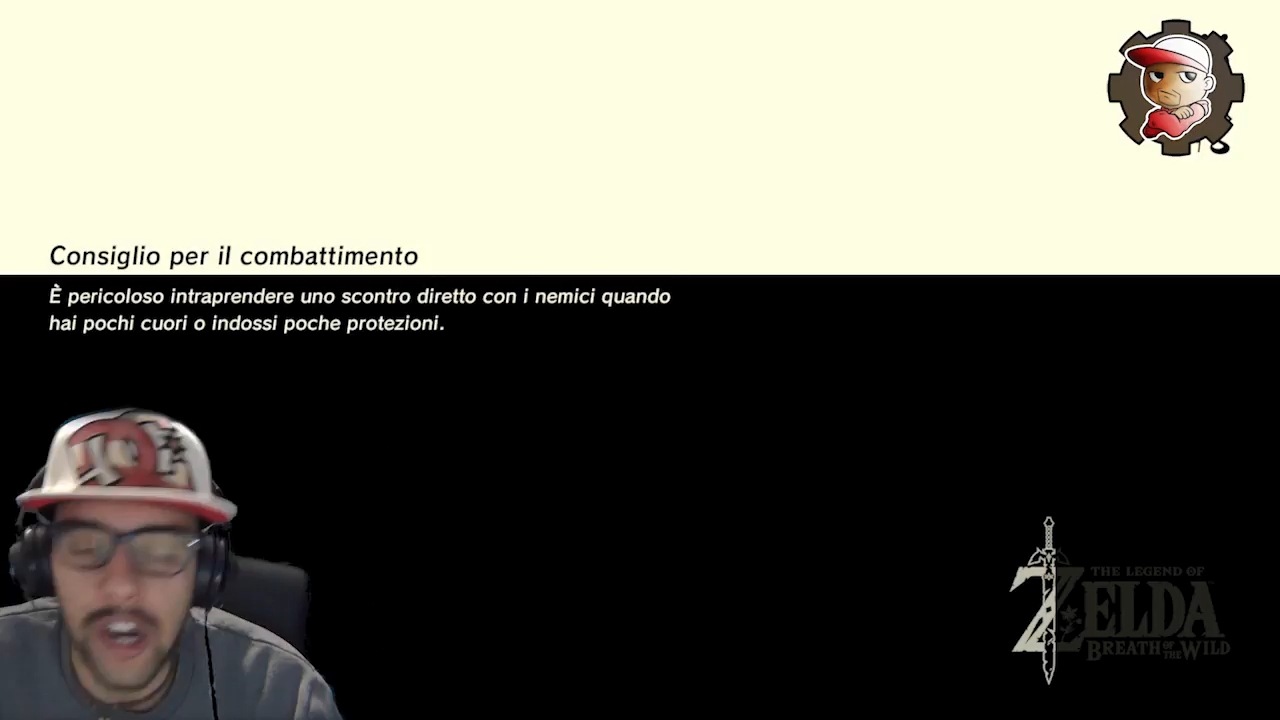 Consiglio per il combattimento
È pericoloso intraprendere uno scontro diretto con i nemici quando
hai pochi cuori o indossi poche protezioni.
THE LEGEND OF
ZELDA
BREATH OF THE WILD